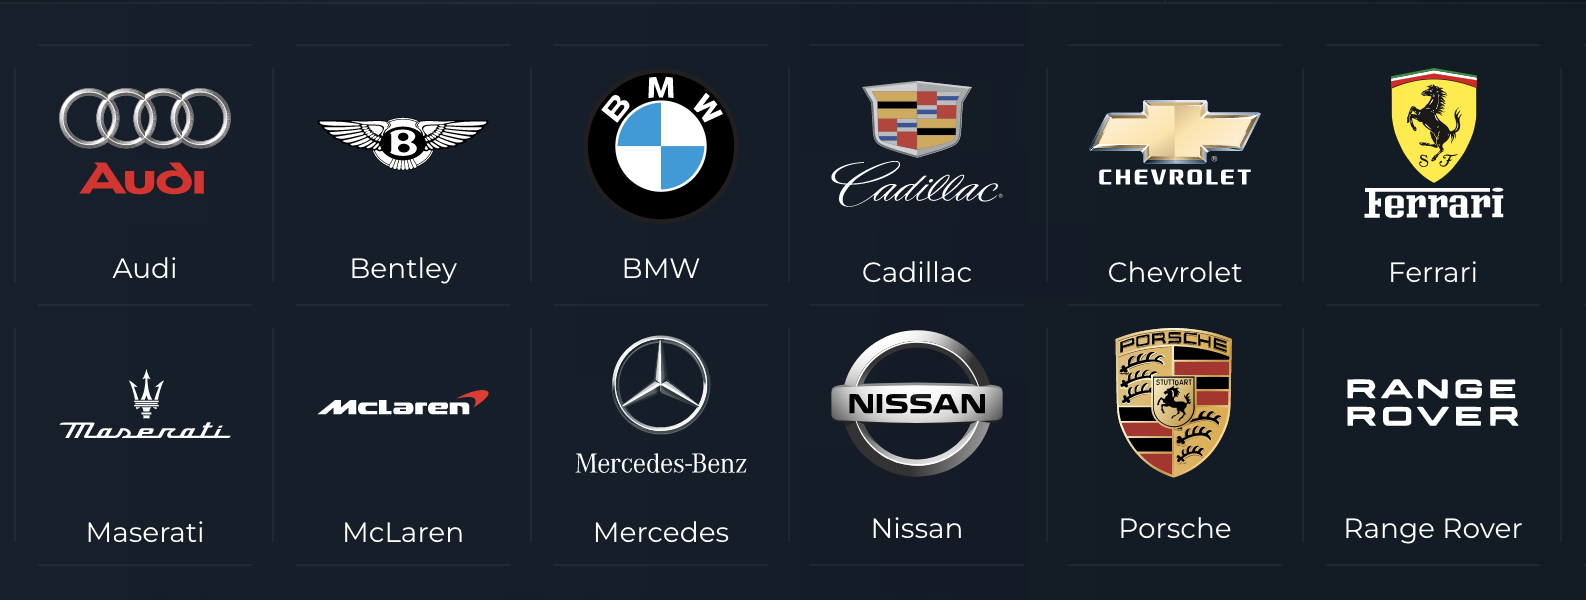 Audi
Audi
B
Bentley
BMW
BMW
Cadillac
Cadillac
CHEVROLET
Chevrolet
S F
Ferrari
Ferrari
Maserati
Maserati
McLaren
McLaren
Mercedes-Benz
Mercedes
NISSAN
Nissan
PORSCHE
STUTTGART
Porsche
RANGE
ROVER
Range Rover